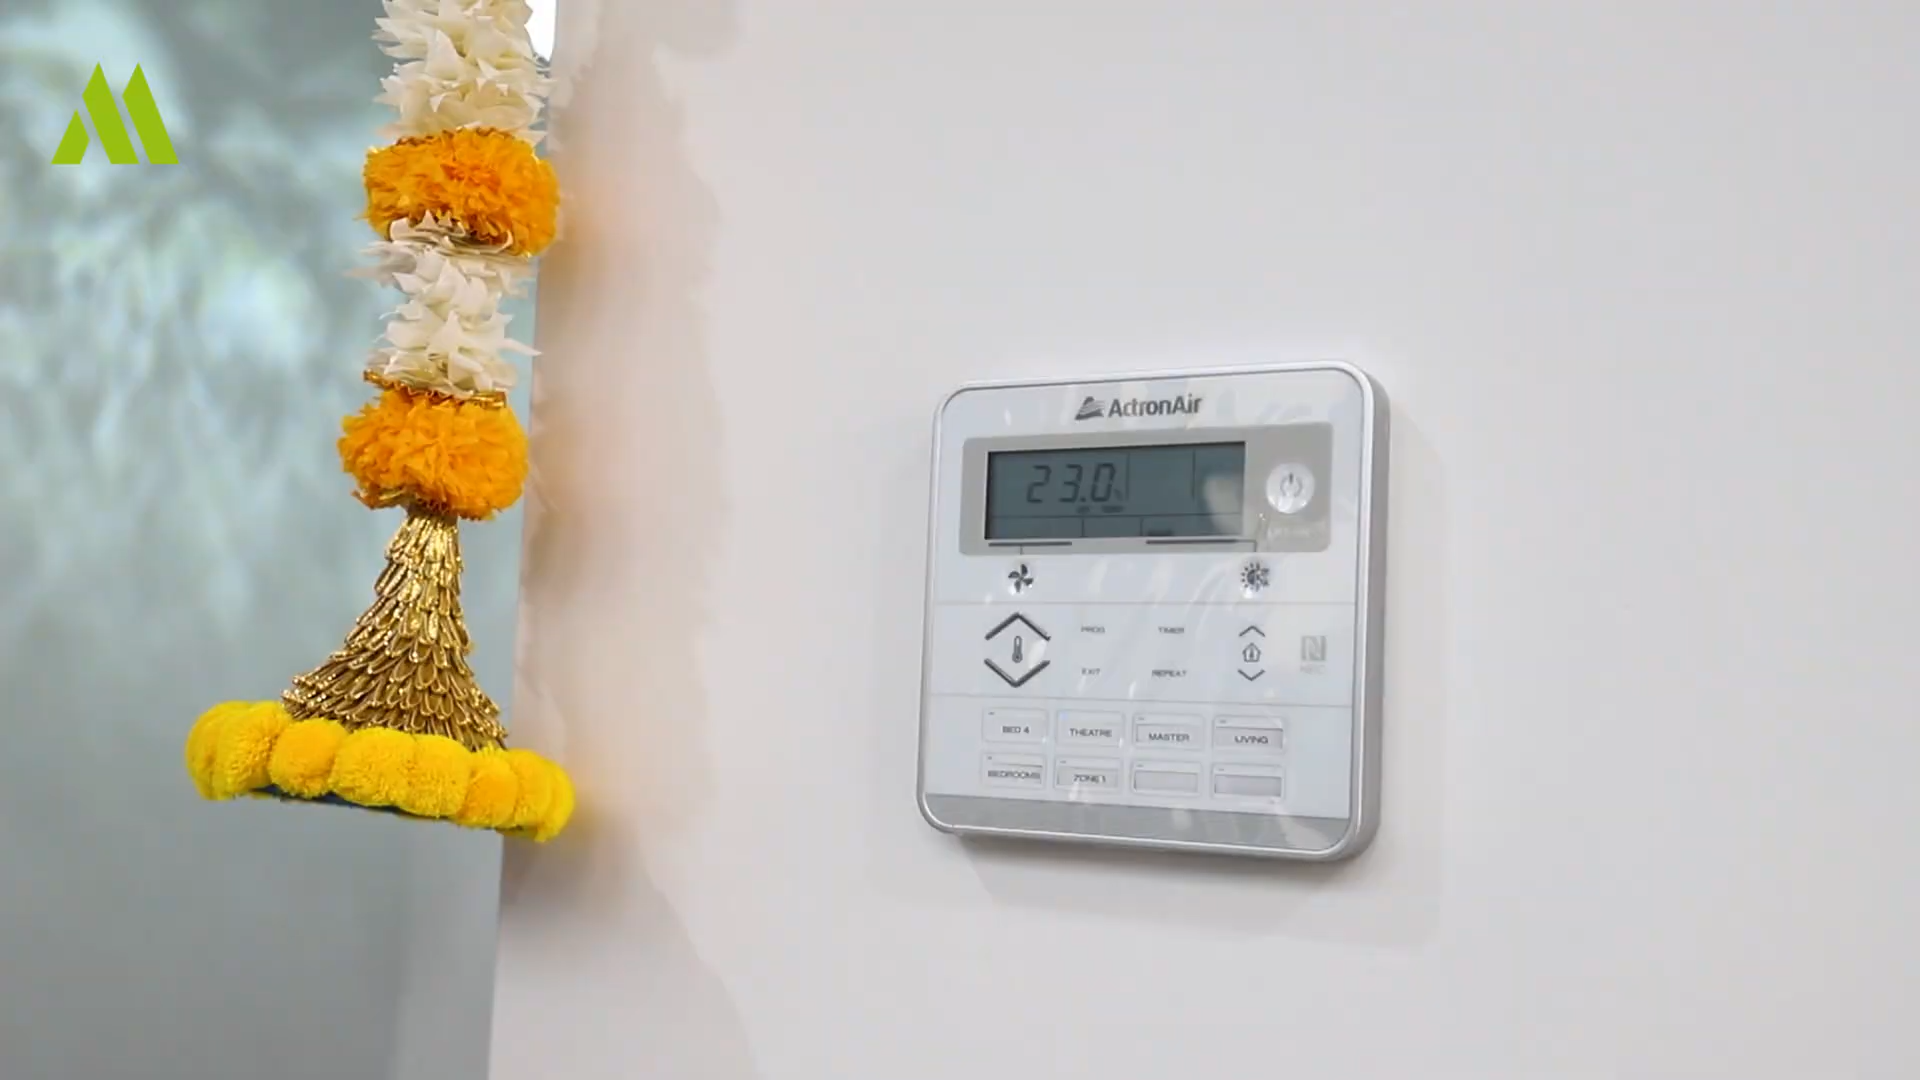 ActronAir
23.0
PROG
TIMER
EXIT
REPEAT
BED 4
THEATRE
MASTER
LIVING
BEDROOMS
ZONE 1